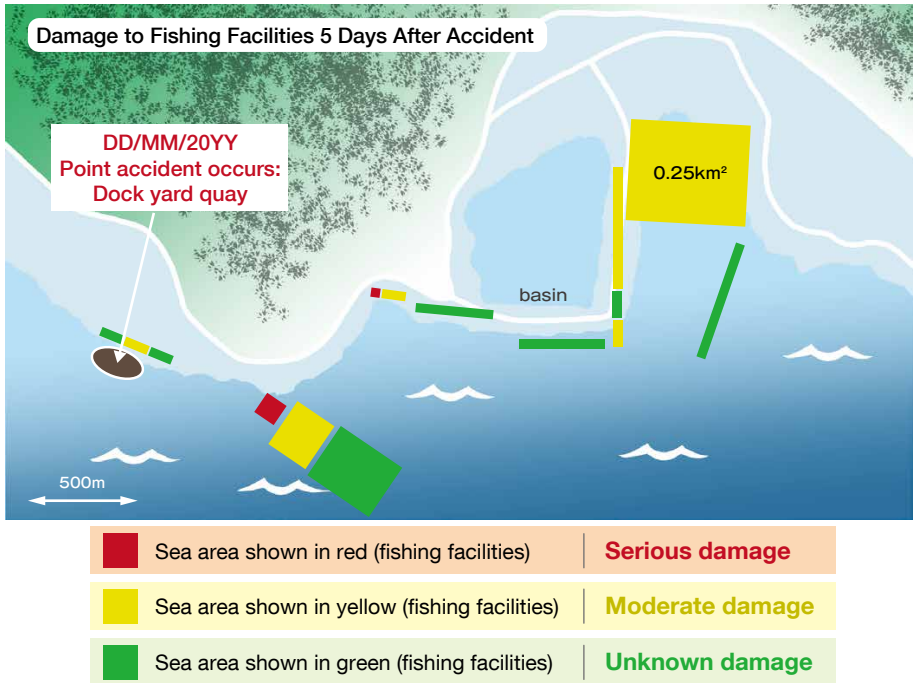 Damage to Fishing Facilities 5 Days After Accident
DD/MM/20YY
Point accident occurs:
Dock yard quay
0.25km²
basin
500m
Sea area shown in red (fishing facilities) Serious damage
Sea area shown in yellow (fishing facilities) Moderate damage
Sea area shown in green (fishing facilities) Unknown damage